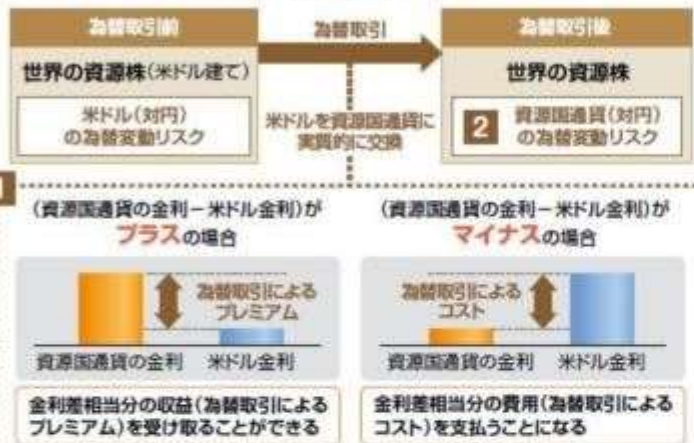 為替取引前
為替取引
為替取引後
世界の資源株(米ドル建て)
世界の資源株
米ドル(対円)
の為替変動リスク
米ドルを資源国通貨に
実質的に交換
2
資源国通貨(対円)
の為替変動リスク
(資源国通貨の金利－米ドル金利)が
プラスの場合
(資源国通貨の金利－米ドル金利)が
マイナスの場合
為替取引による
プレミアム
為替取引による
コスト
資源国通貨の金利
米ドル金利
資源国通貨の金利
米ドル金利
金利差相当分の収益(為替取引による
プレミアム)を受け取ることができる
金利差相当分の費用(為替取引による
コスト)を支払うことになる